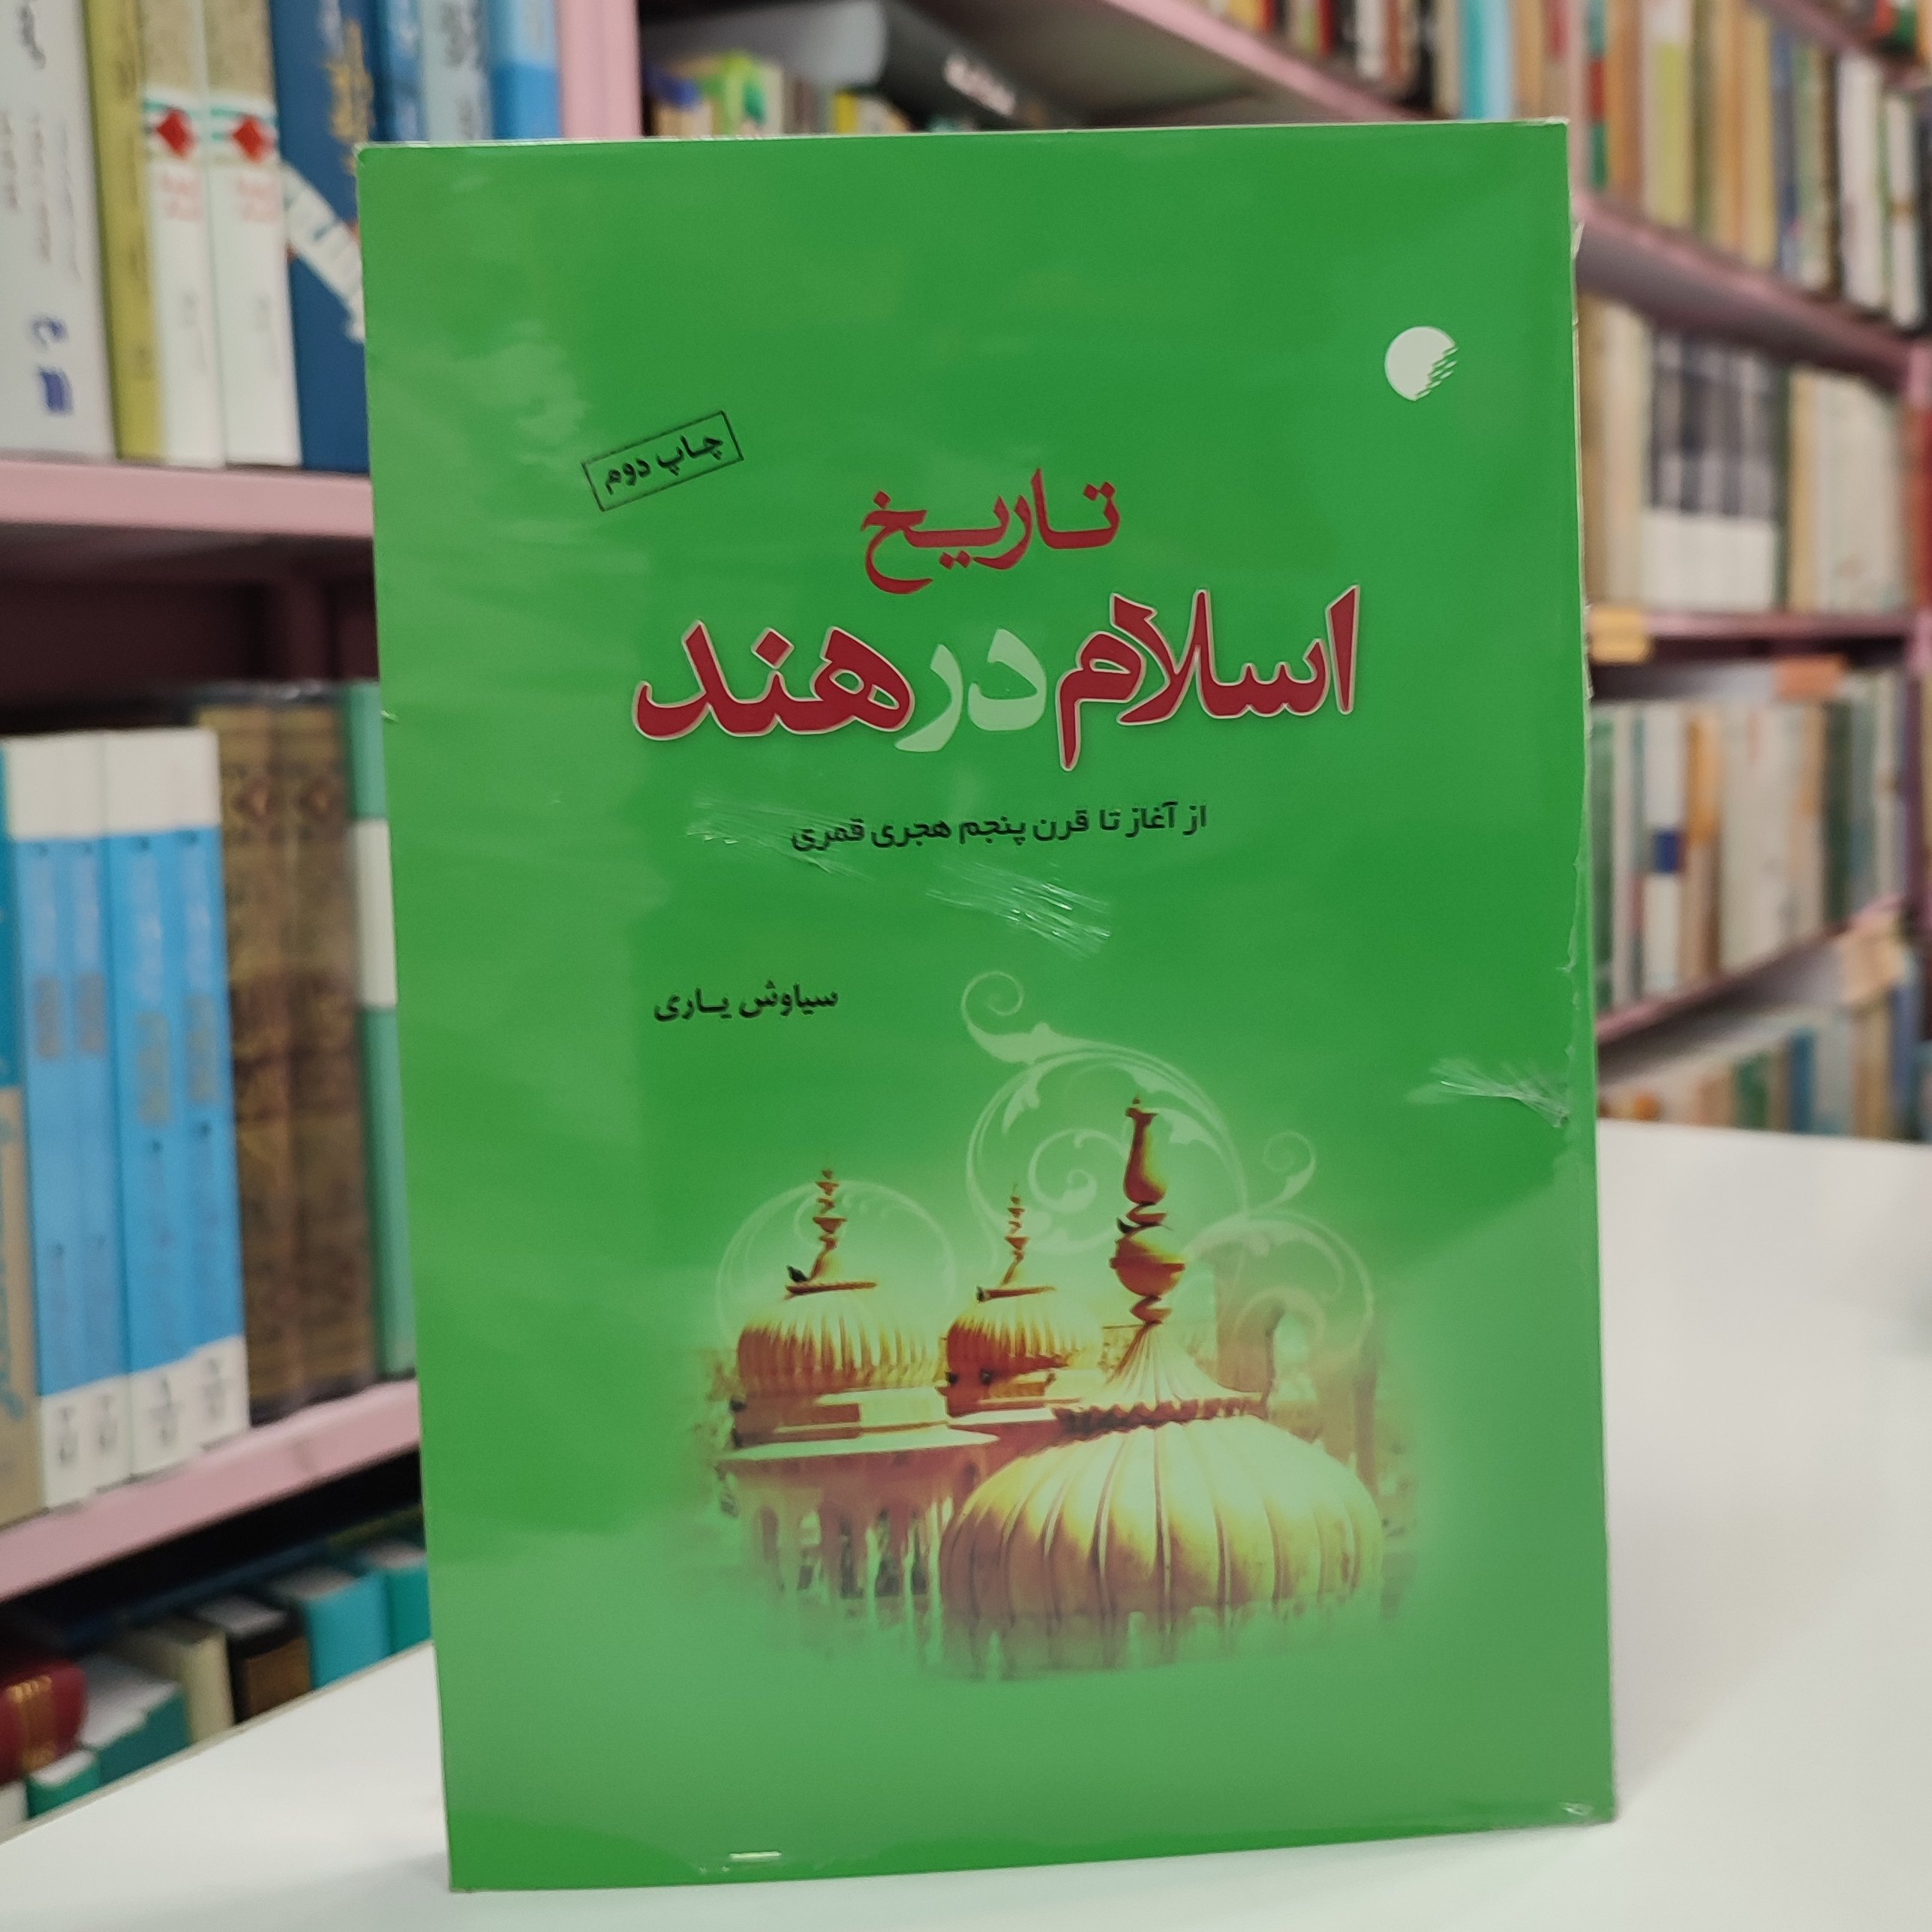 چاپ دوم
تاریخ
اسلام در هند
از آغاز تا قرن پنجم هجری قمری
سیاوش یاری